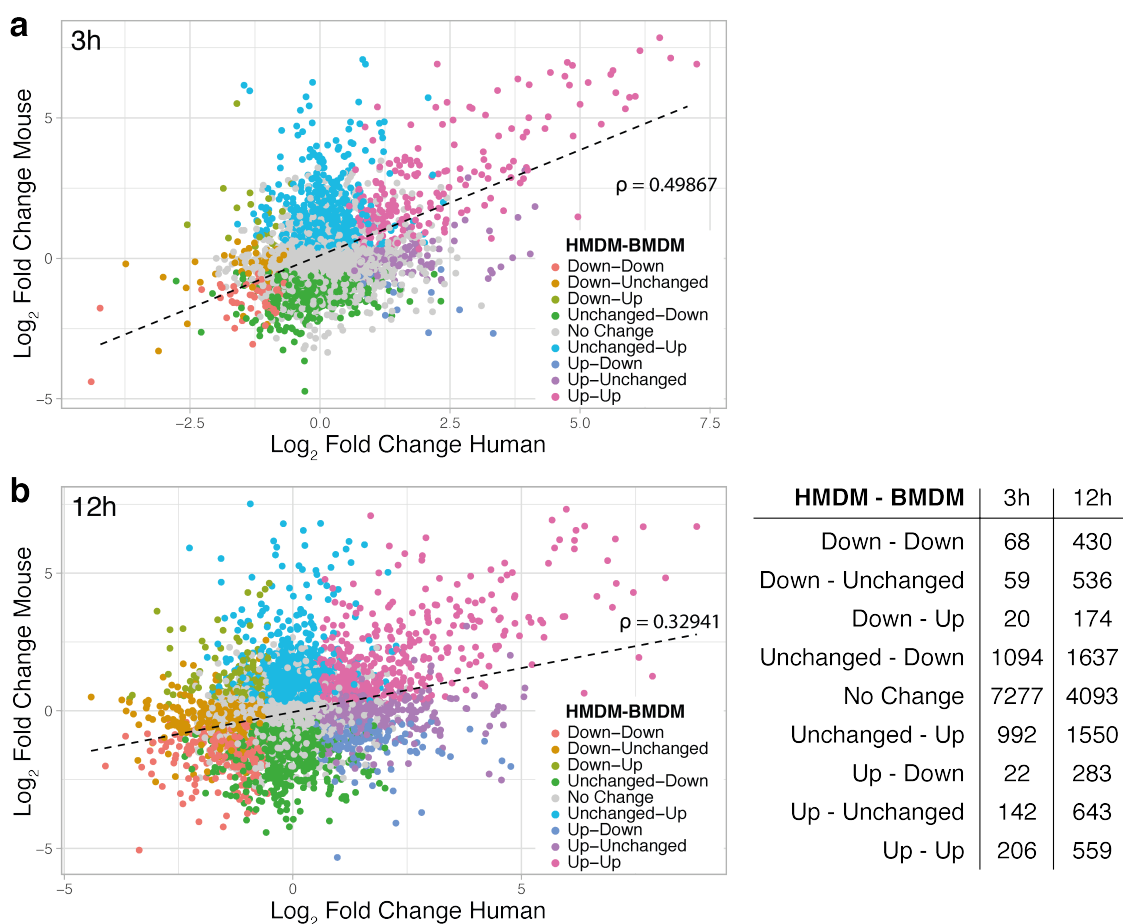 a
3h
Log2 Fold Change Mouse
5
0
−5
ρ = 0.49867
HMDM-BMDM
Down−Down
Down−Unchanged
Down−Up
Unchanged−Down
No Change
Unchanged−Up
Up−Down
Up−Unchanged
Up−Up
−2.5 0.0 2.5 5.0 7.5
Log2 Fold Change Human
b
12h
Log2 Fold Change Mouse
5
0
−5
ρ = 0.32941
HMDM-BMDM
Down−Down
Down−Unchanged
Down−Up
Unchanged−Down
No Change
Unchanged−Up
Up−Down
Up−Unchanged
Up−Up
−5 0 5
Log2 Fold Change Human
HMDM - BMDM 3h 12h
Down - Down 68 430
Down - Unchanged 59 536
Down - Up 20 174
Unchanged - Down 1094 1637
No Change 7277 4093
Unchanged - Up 992 1550
Up - Down 22 283
Up - Unchanged 142 643
Up - Up 206 559